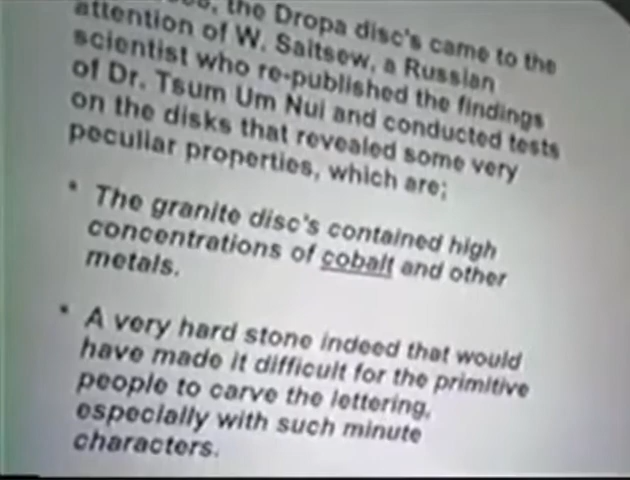 the Dropa disc's came to the
attention of W. Saitsew, a Russian
scientist who re-published the findings
of Dr. Tsum Um Nui and conducted tests
on the disks that revealed some very
peculiar properties, which are;
* The granite disc's contained high
concentrations of cobalt and other
metals.
* A very hard stone indeed that would
have made it difficult for the primitive
people to carve the lettering,
especially with such minute
characters.